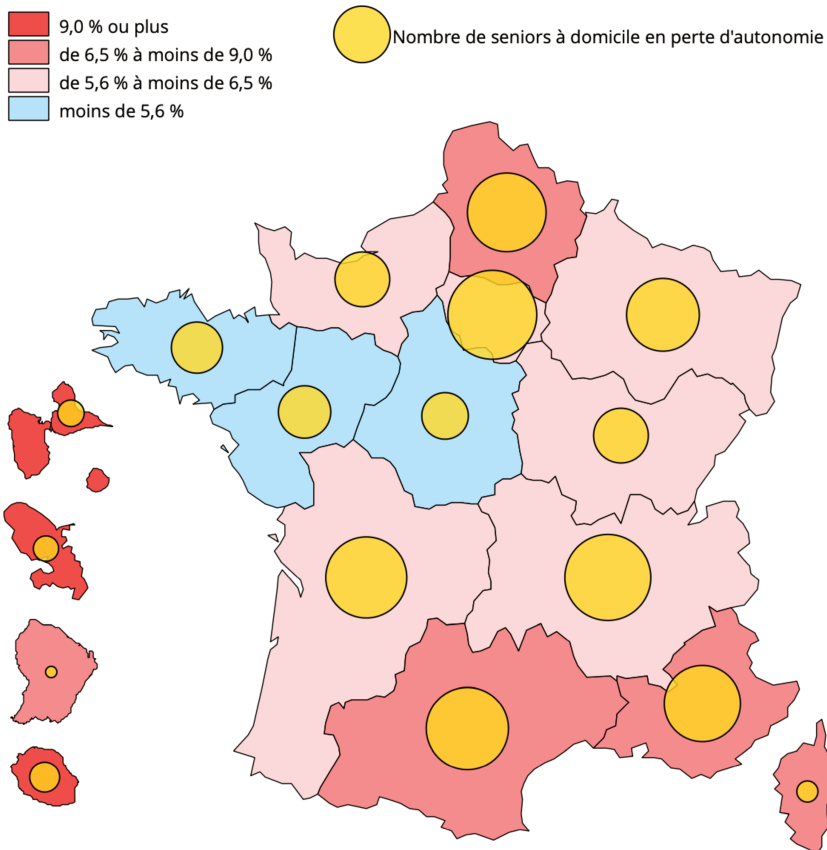 9,0 % ou plus
de 6,5 % à moins de 9,0 %
de 5,6 % à moins de 6,5 %
moins de 5,6 %
Nombre de seniors à domicile en perte d'autonomie